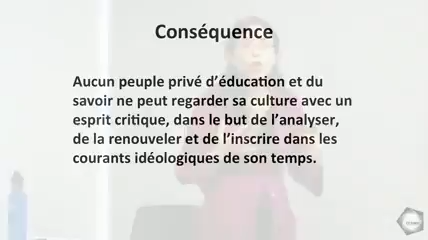 Conséquence
Aucun peuple privé d'éducation et du
savoir ne peut regarder sa culture avec un
esprit critique, dans le but de l'analyser,
de la renouveler et de l'inscrire dans les
courants idéologiques de son temps.